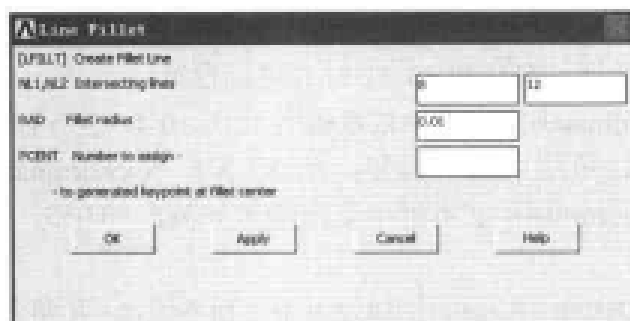 Line Fillet
[LFILLT] Create Fillet Line
NL1,NL2 Intersecting lines 8 12
RAD Fillet radius 0.01
PCENT Number to assign -
- to generated keypoint at fillet center
OK Apply Cancel Help